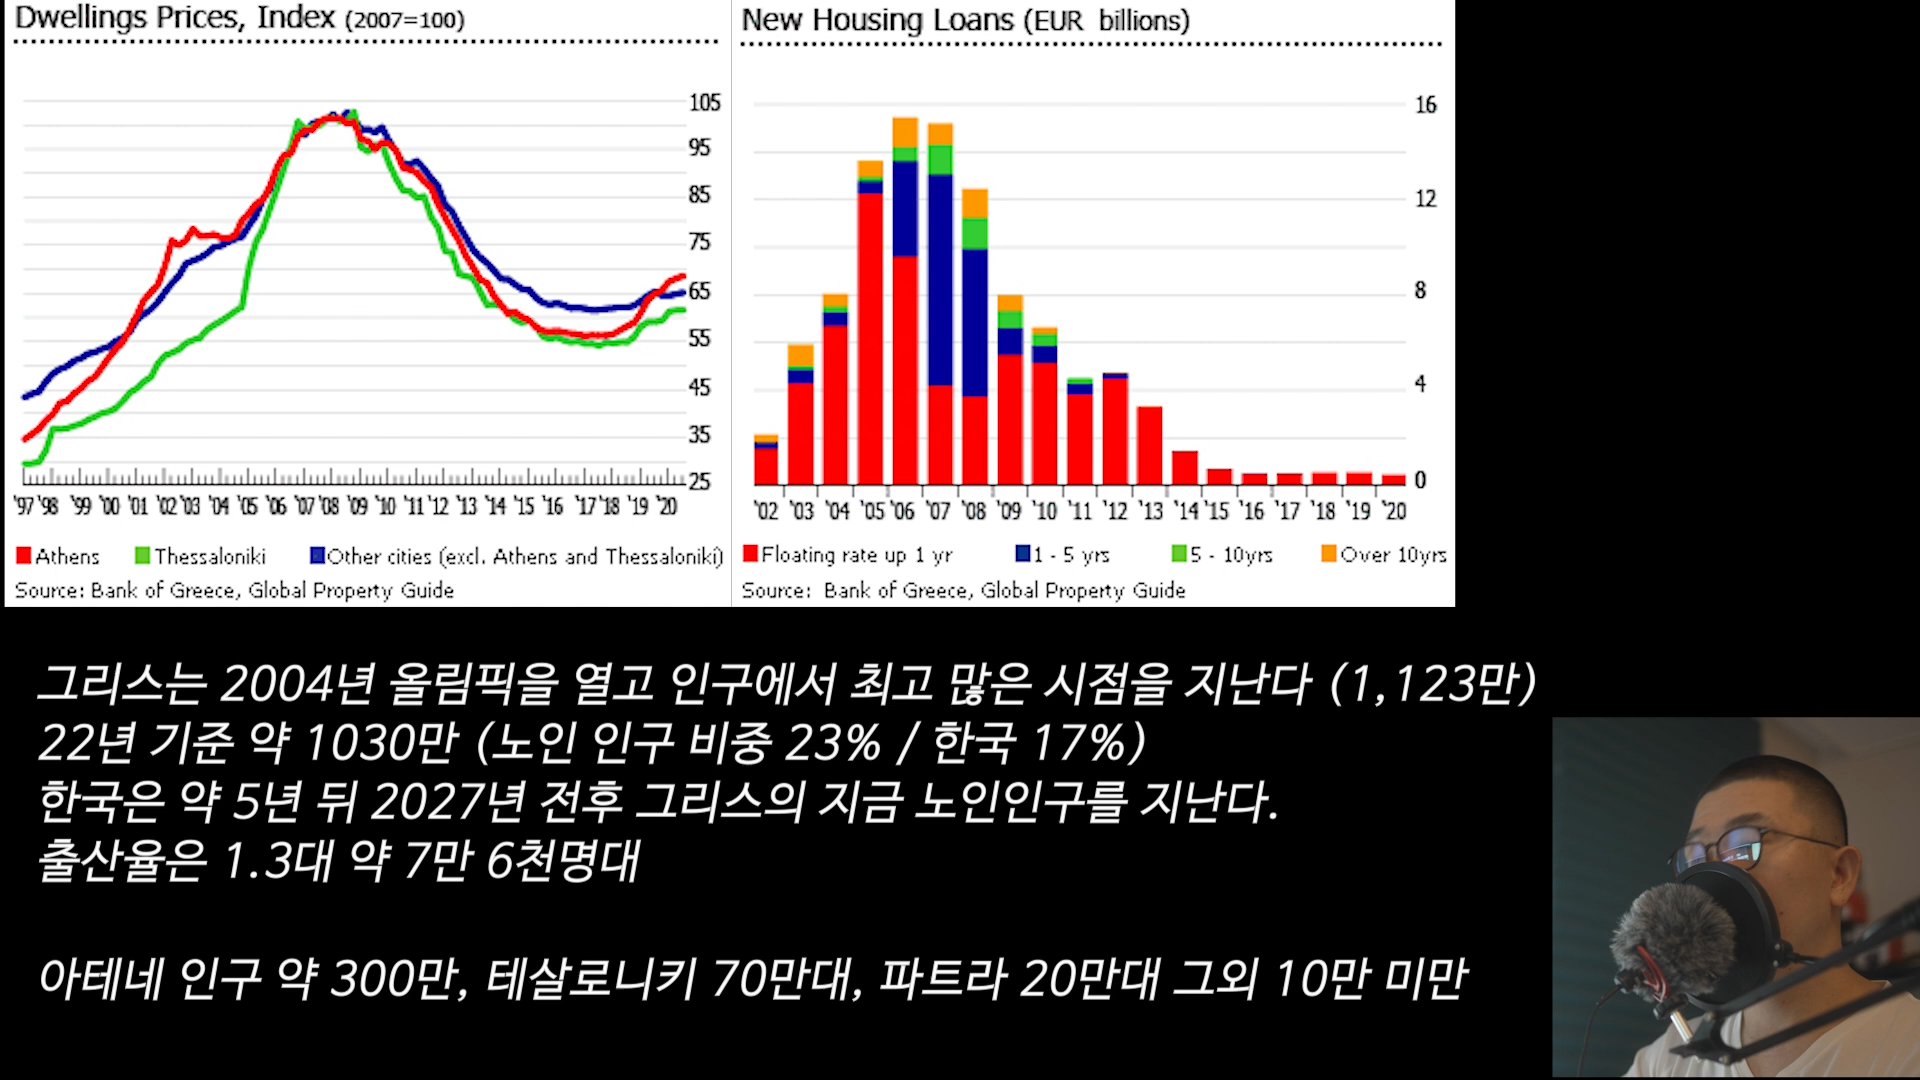 Dwellings Prices, Index (2007=100)
105
95
85
75
65
55
45
35
25
'97 '98 '99 '00 '01 '02 '03 '04 '05 '06 '07 '08 '09 '10 '11 '12 '13 '14 '15 '16 '17 '18 '19 '20
Athens Thessaloniki Other cities (excl. Athens and Thessaloniki)
Source: Bank of Greece, Global Property Guide
New Housing Loans (EUR billions)
16
12
8
4
0
'02 '03 '04 '05 '06 '07 '08 '09 '10 '11 '12 '13 '14 '15 '16 '17 '18 '19 '20
Floating rate up 1 yr 1 - 5 yrs 5 - 10yrs Over 10yrs
Source: Bank of Greece, Global Property Guide
그리스는 2004년 올림픽을 열고 인구에서 최고 많은 시점을 지난다 (1,123만)
22년 기준 약 1030만 (노인 인구 비중 23% / 한국 17%)
한국은 약 5년 뒤 2027년 전후 그리스의 지금 노인인구를 지난다.
출산율은 1.3대 약 7만 6천명대
아테네 인구 약 300만, 테살로니키 70만대, 파트라 20만대 그외 10만 미만